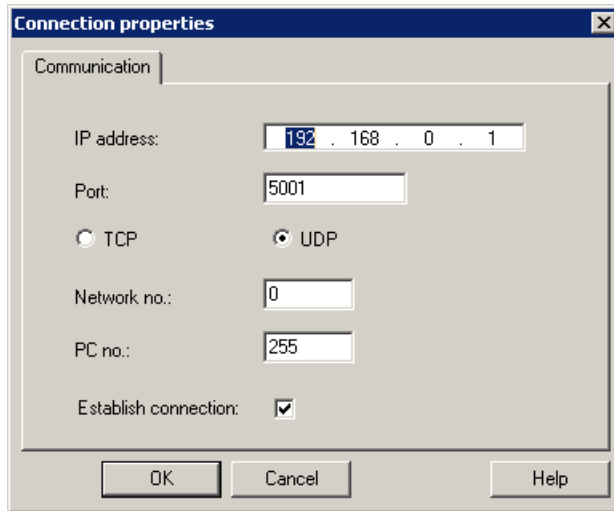 Connection properties
Communication
IP address: 192 . 168 . 0 . 1
Port: 5001
TCP UDP
Network no.: 0
PC no.: 255
Establish connection:
OK Cancel Help